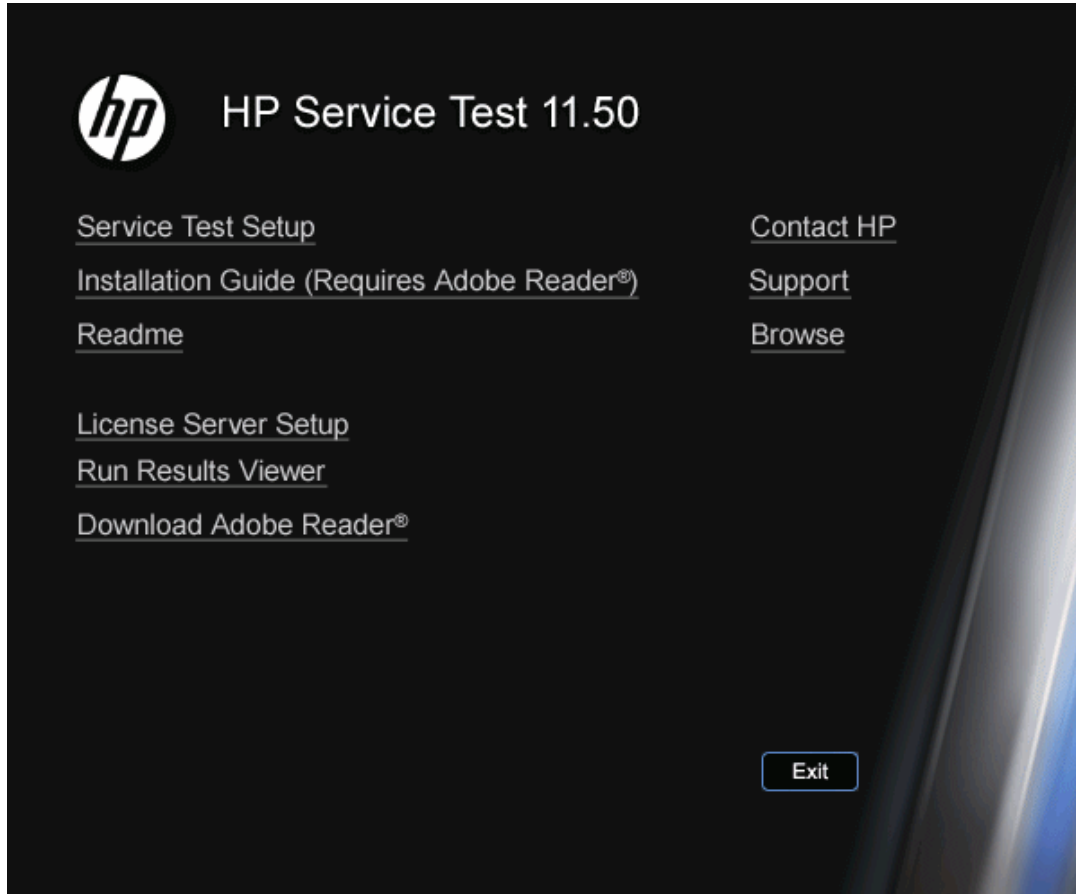 hp
HP Service Test 11.50
Service Test Setup
Installation Guide (Requires Adobe Reader®)
Readme
License Server Setup
Run Results Viewer
Download Adobe Reader®
Contact HP
Support
Browse
Exit